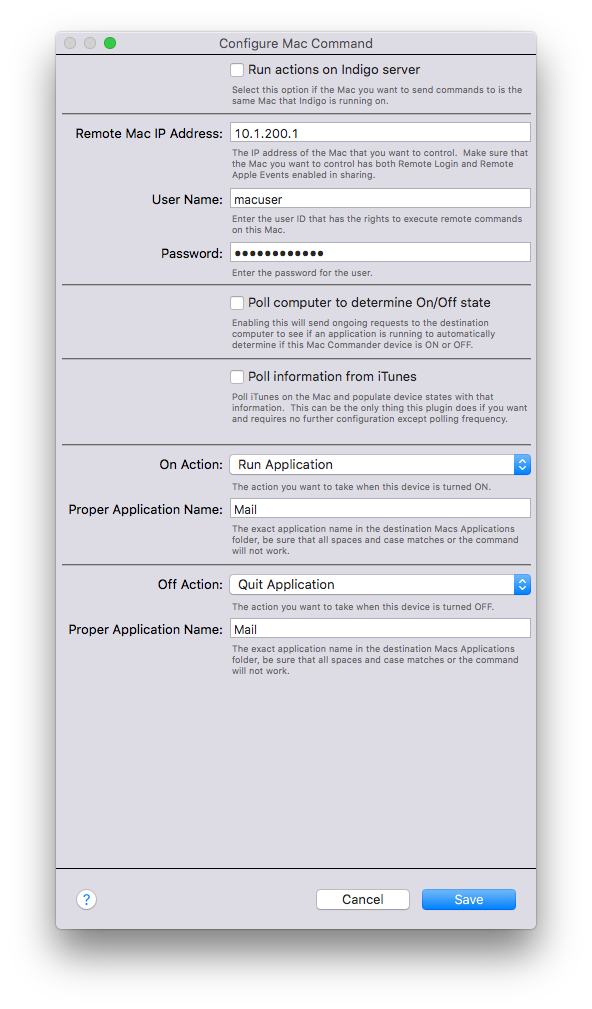 Configure Mac Command
Run actions on Indigo server
Select this option if the Mac you want to send commands to is the
same Mac that Indigo is running on.
Remote Mac IP Address: 10.1.200.1
The IP address of the Mac that you want to control.  Make sure that
the Mac you want to control has both Remote Login and Remote
Apple Events enabled in sharing.
User Name: macuser
Enter the user ID that has the rights to execute remote commands
on this Mac.
Password: ●●●●●●●●●●●●
Enter the password for the user.
Poll computer to determine On/Off state
Enabling this will send ongoing requests to the destination
computer to see if an application is running to automatically
determine if this Mac Commander device is ON or OFF.
Poll information from iTunes
Poll iTunes on the Mac and populate device states with that
information.  This can be the only thing this plugin does if you want
and requires no further configuration except polling frequency.
On Action: Run Application
The action you want to take when this device is turned ON.
Proper Application Name: Mail
The exact application name in the destination Macs Applications
folder, be sure that all spaces and case matches or the command
will not work.
Off Action: Quit Application
The action you want to take when this device is turned OFF.
Proper Application Name: Mail
The exact application name in the destination Macs Applications
folder, be sure that all spaces and case matches or the command
will not work.
? Cancel Save